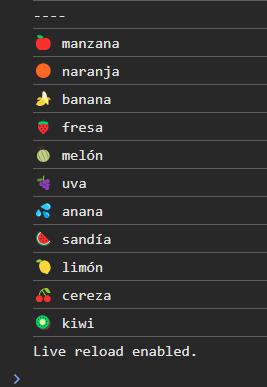 ----
🍎 manzana
🟠 naranja
🍌 banana
🍓 fresa
🍈 melón
🍇 uva
💦 anana
🍉 sandía
🍋 limón
🍒 cereza
🥝 kiwi
Live reload enabled.
>